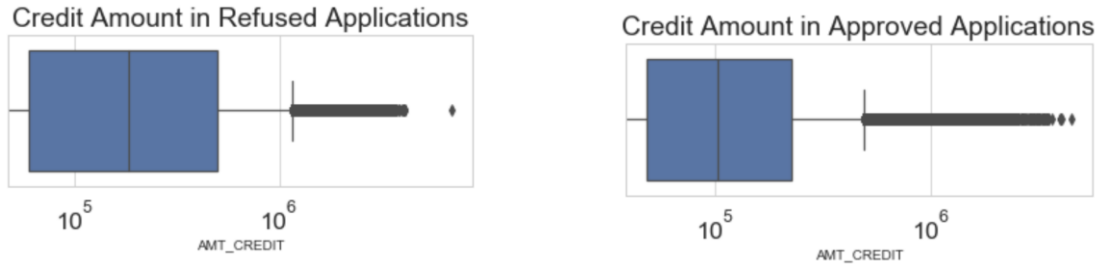 Credit Amount in Refused Applications
10^5
10^6
AMT_CREDIT
Credit Amount in Approved Applications
10^5
10^6
AMT_CREDIT